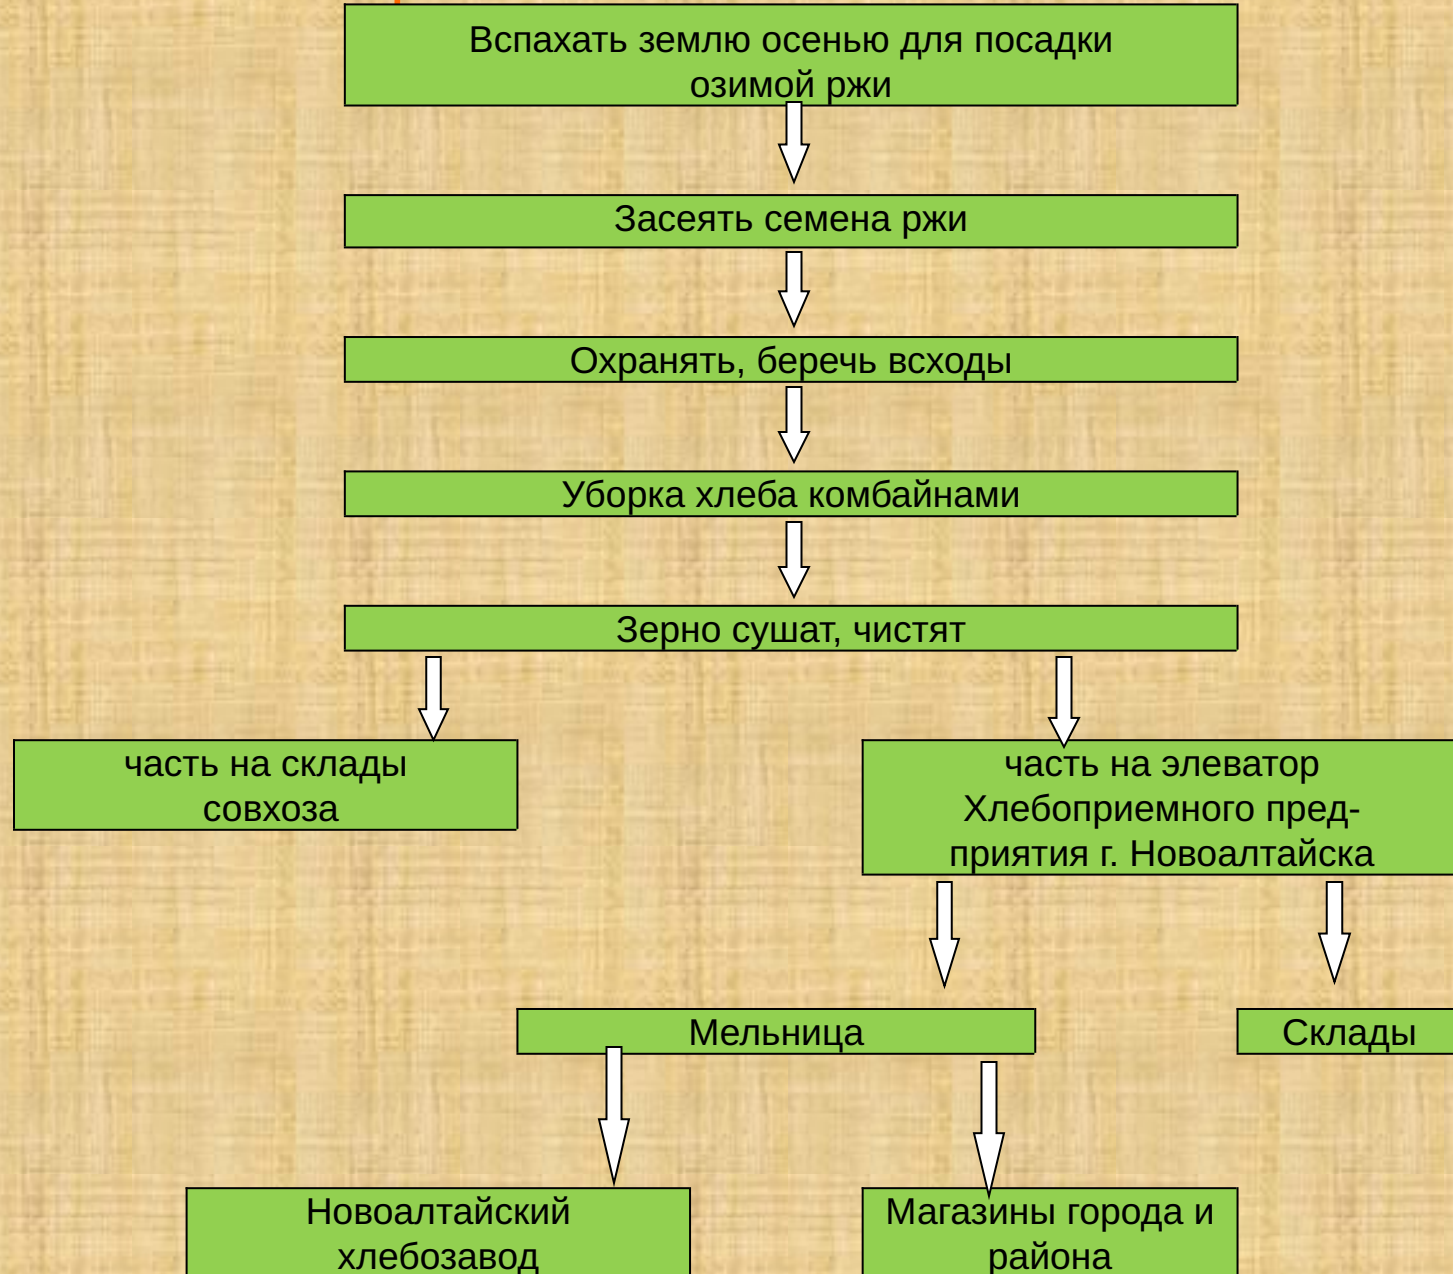 Вспахать землю осенью для посадки
озимой ржи
Засеять семена ржи
Охранять, беречь всходы
Уборка хлеба комбайнами
Зерно сушат, чистят
часть на склады
совхоза
часть на элеватор
Хлебоприемного пред-
приятия г. Новоалтайска
Мельница
Склады
Новоалтайский
хлебозавод
Магазины города и
района